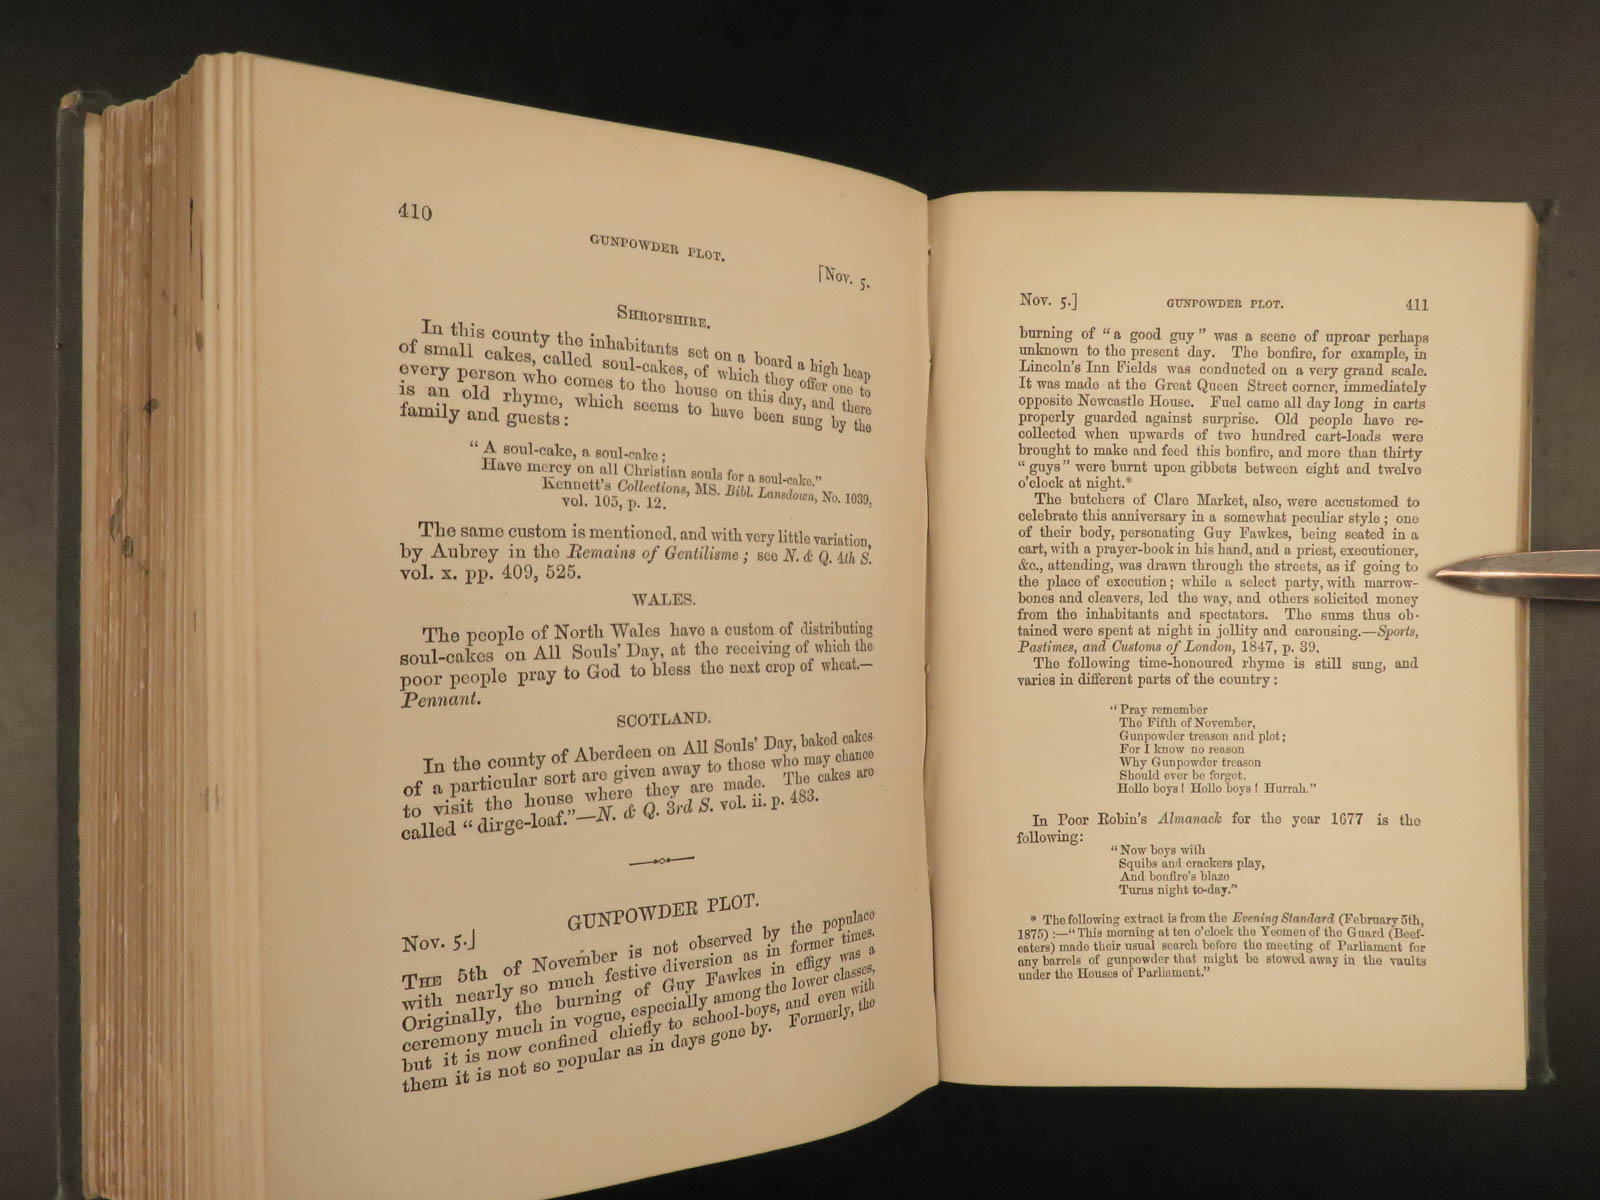 410
GUNPOWDER PLOT.
[Nov. 5.
SHROPSHIRE.
In this county the inhabitants set on a board a high heap
of small cakes, called soul-cakes, of which they offer one to
every person who comes to the house on this day, and there
is an old rhyme, which seems to have been sung by the
family and guests:
“A soul-cake, a soul-cake;
Have mercy on all Christian souls for a soul-cake.”
Kennett's Collections, MS. Bibl. Lansdown, No. 1039,
vol. 105, p. 12.
The same custom is mentioned, and with very little variation,
by Aubrey in the Remains of Gentilisme; see N. & Q. 4th S.
vol. x. pp. 409, 525.
WALES.
The people of North Wales have a custom of distributing
soul-cakes on All Souls' Day, at the receiving of which the
poor people pray to God to bless the next crop of wheat.—
Pennant.
SCOTLAND.
In the county of Aberdeen on All Souls' Day, baked cakes
of a particular sort are given away to those who may chance
to visit the house where they are made. The cakes are
called “dirge-loaf.”—N. & Q. 3rd S. vol. ii. p. 483.
Nov. 5.]
GUNPOWDER PLOT.
THE 5th of November is not observed by the populace
with nearly so much festive diversion as in former times.
Originally, the burning of Guy Fawkes in effigy was a
ceremony much in vogue, especially among the lower classes,
but it is now confined chiefly to school-boys, and even with
them it is not so popular as in days gone by. Formerly, the
Nov. 5.]
GUNPOWDER PLOT.
411
burning of “a good guy” was a scene of uproar perhaps
unknown to the present day. The bonfire, for example, in
Lincoln's Inn Fields was conducted on a very grand scale.
It was made at the Great Queen Street corner, immediately
opposite Newcastle House. Fuel came all day long in carts
properly guarded against surprise. Old people have re-
collected when upwards of two hundred cart-loads were
brought to make and feed this bonfire, and more than thirty
“guys” were burnt upon gibbets between eight and twelve
o'clock at night.*
The butchers of Clare Market, also, were accustomed to
celebrate this anniversary in a somewhat peculiar style; one
of their body, personating Guy Fawkes, being seated in a
cart, with a prayer-book in his hand, and a priest, executioner,
&c., attending, was drawn through the streets, as if going to
the place of execution; while a select party, with marrow-
bones and cleavers, led the way, and others solicited money
from the inhabitants and spectators. The sums thus ob-
tained were spent at night in jollity and carousing.—Sports,
Pastimes, and Customs of London, 1847, p. 39.
The following time-honoured rhyme is still sung, and
varies in different parts of the country:
“Pray remember
The Fifth of November,
Gunpowder treason and plot;
For I know no reason
Why Gunpowder treason
Should ever be forgot.
Hollo boys! Hollo boys! Hurrah.”
In Poor Robin's Almanack for the year 1677 is the
following:
“Now boys with
Squibs and crackers play,
And bonfire's blaze
Turns night to-day.”
* The following extract is from the Evening Standard (February 5th,
1875):—“This morning at ten o'clock the Yeomen of the Guard (Beef-
eaters) made their usual search before the meeting of Parliament for
any barrels of gunpowder that might be stowed away in the vaults
under the Houses of Parliament.”